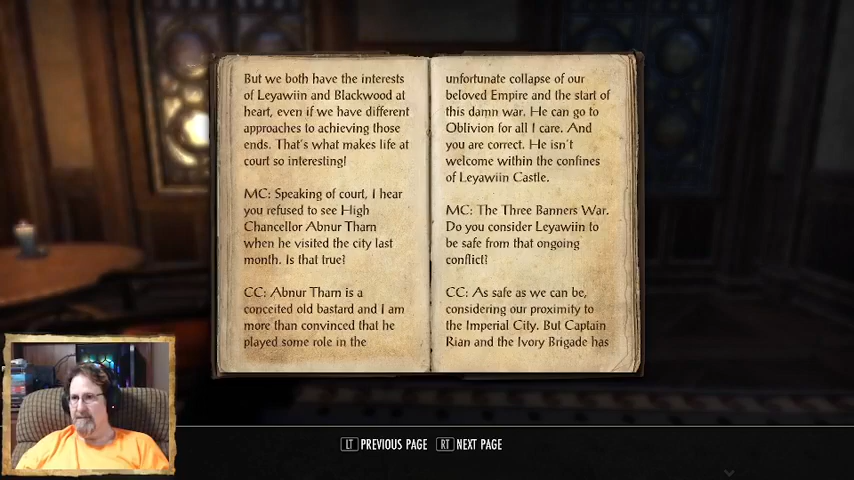 But we both have the interests
of Leyawiin and Blackwood at
heart, even if we have different
approaches to achieving those
ends. That's what makes life at
court so interesting!
MC: Speaking of court, I hear
you refused to see High
Chancellor Abnur Tharn
when he visited the city last
month. Is that true?
CC: Abnur Tharn is a
conceited old bastard and I am
more than convinced that he
played some role in the
unfortunate collapse of our
beloved Empire and the start of
this damn war. He can go to
Oblivion for all I care. And
you are correct. He isn't
welcome within the confines
of Leyawiin Castle.
MC: The Three Banners War.
Do you consider Leyawiin to
be safe from that ongoing
conflict?
CC: As safe as we can be,
considering our proximity to
the Imperial City. But Captain
Rian and the Ivory Brigade has
LT PREVIOUS PAGE RT NEXT PAGE